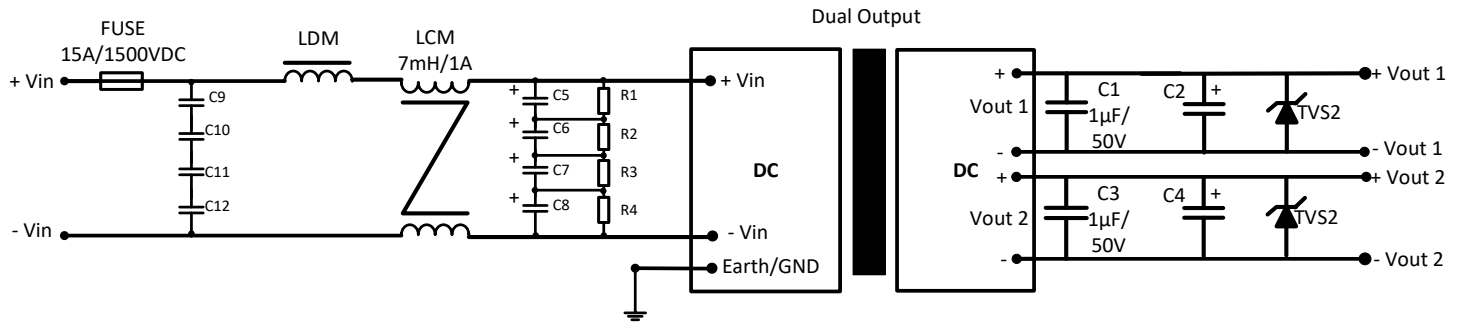 Dual Output
FUSE
15A/1500VDC
LDM
LCM
7mH/1A
+ Vin
- Vin
C9
C10
C11
C12
+ C5
+ C6
+ C7
+ C8
R1
R2
R3
R4
+ Vin
- Vin
Earth/GND
DC
DC
+
Vout 1
-
+
Vout 2
-
C1
1µF/
50V
C2 +
TVS2
+ Vout 1
- Vout 1
C3
1µF/
50V
C4 +
TVS2
+ Vout 2
- Vout 2